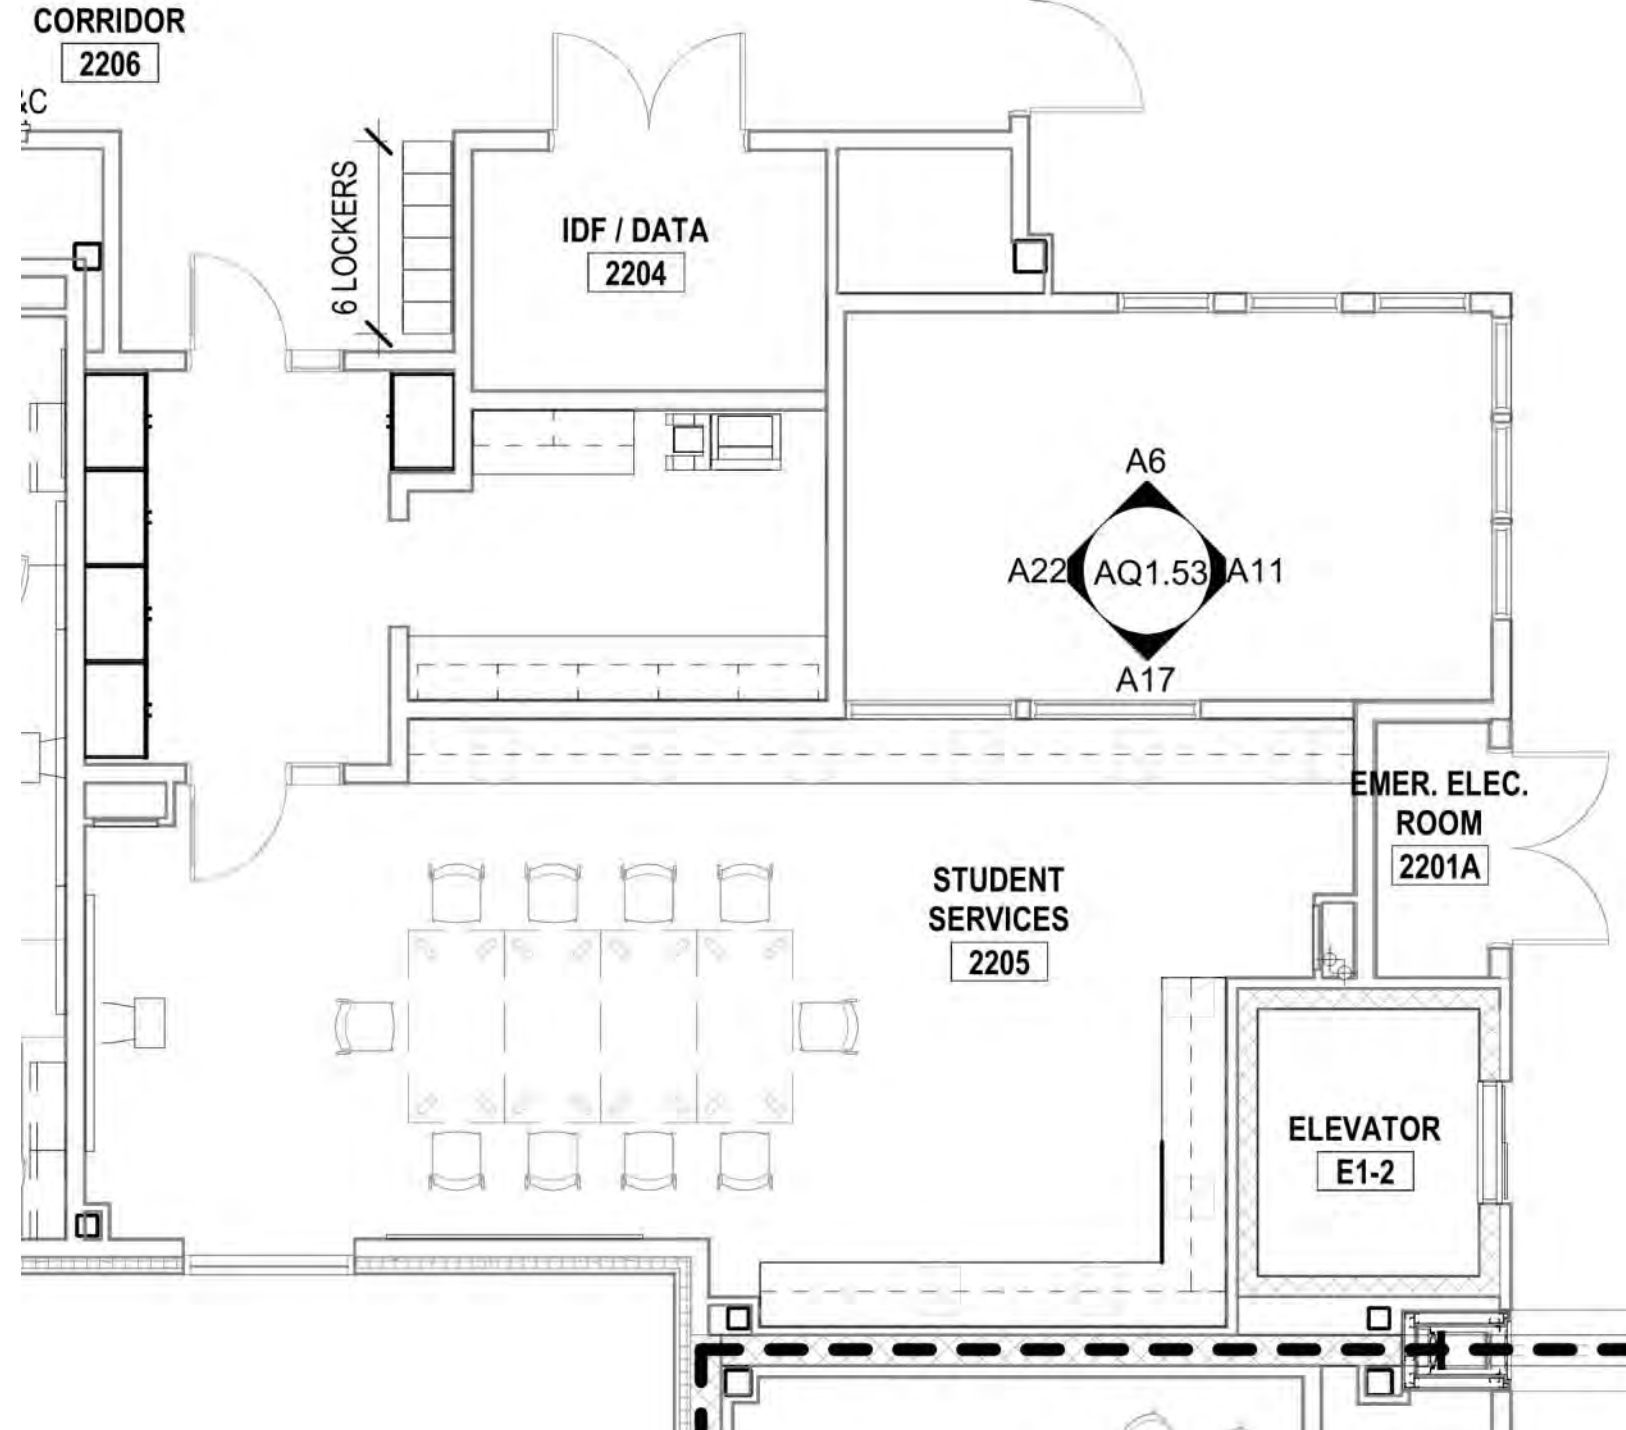 CORRIDOR
2206
&C
6 LOCKERS
IDF / DATA
2204
A6
A22
AQ1.53
A11
A17
EMER. ELEC.
ROOM
2201A
STUDENT
SERVICES
2205
ELEVATOR
E1-2